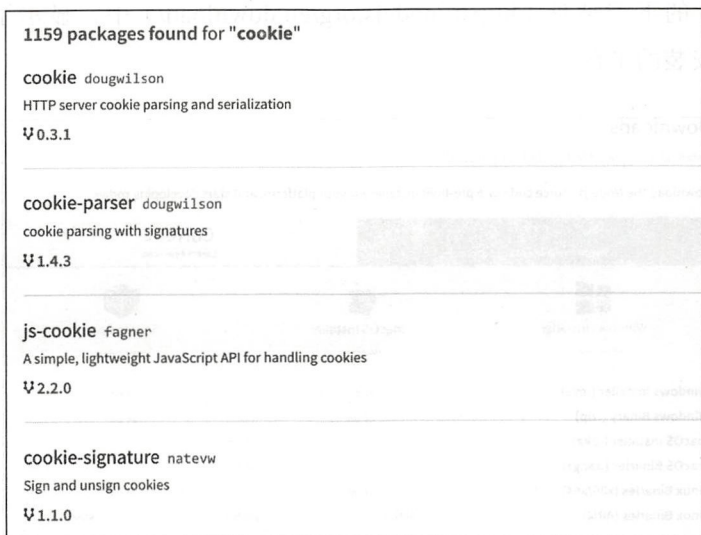 1159 packages found for "cookie"
cookie dougwilson
HTTP server cookie parsing and serialization
0.3.1
cookie-parser dougwilson
cookie parsing with signatures
1.4.3
js-cookie fagner
A simple, lightweight JavaScript API for handling cookies
2.2.0
cookie-signature natevw
Sign and unsign cookies
1.1.0